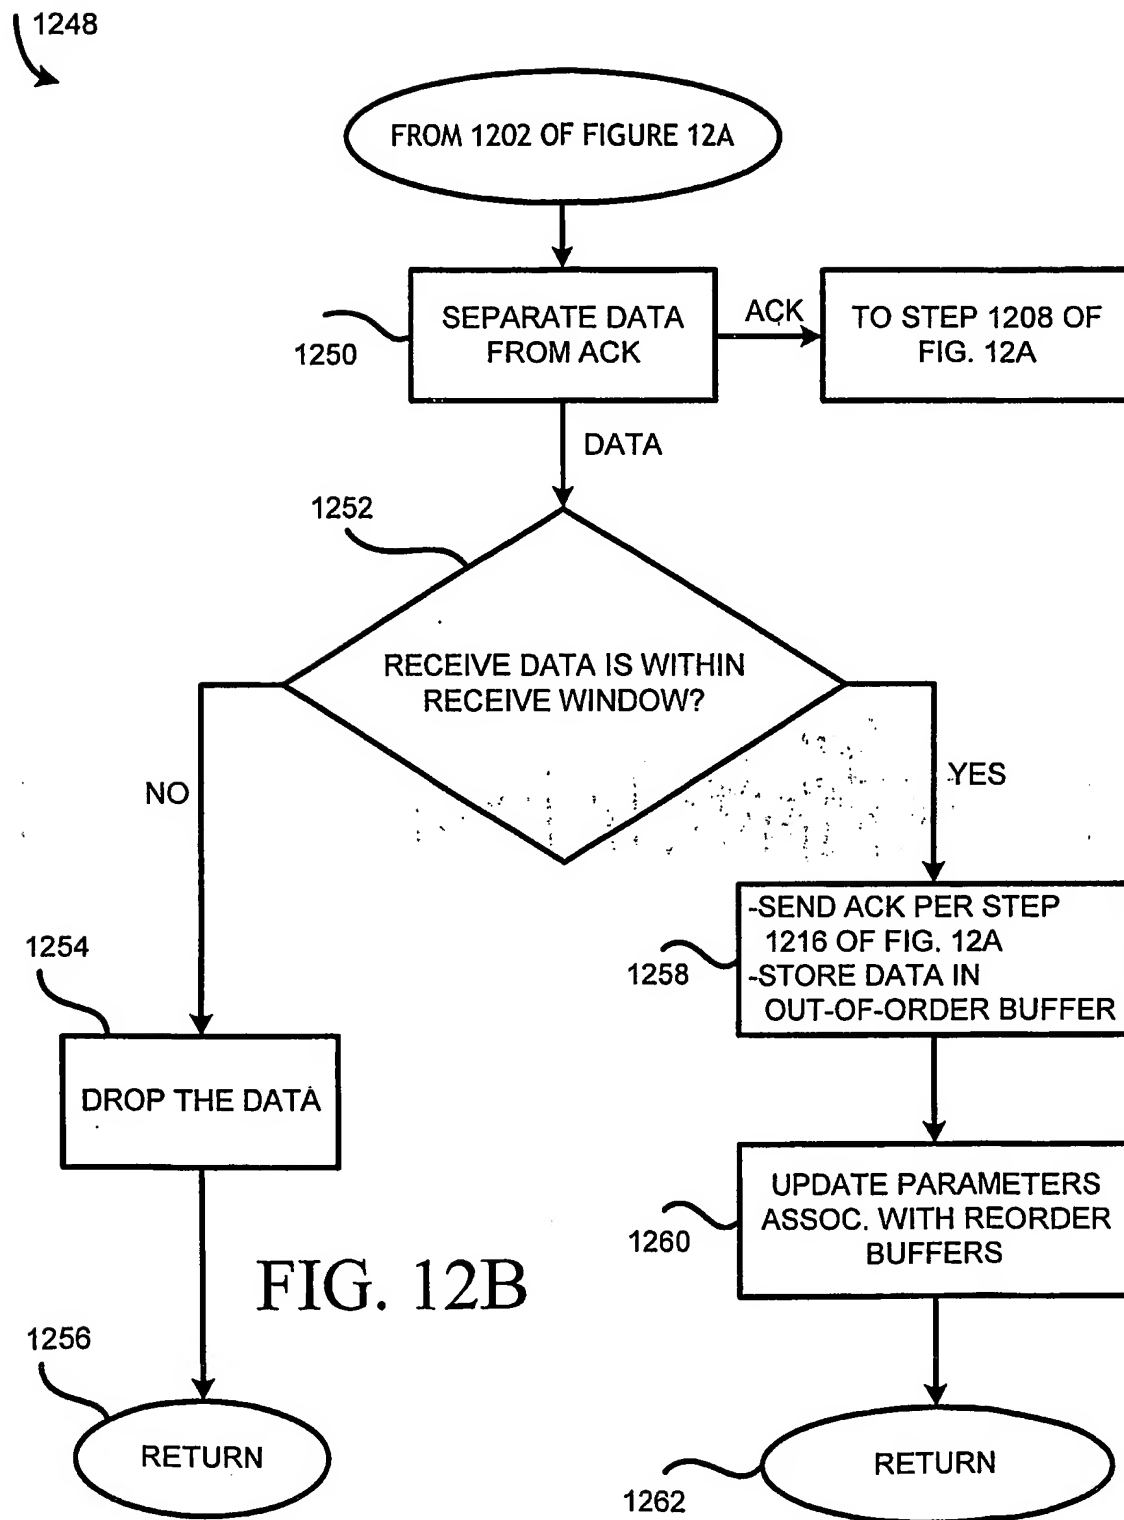 1248
FROM 1202 OF FIGURE 12A
SEPARATE DATA
FROM ACK
1250
ACK
TO STEP 1208 OF
FIG. 12A
DATA
1252
RECEIVE DATA IS WITHIN
RECEIVE WINDOW?
NO
YES
1254
DROP THE DATA
-SEND ACK PER STEP
1216 OF FIG. 12A
-STORE DATA IN
OUT-OF-ORDER BUFFER
1258
UPDATE PARAMETERS
ASSOC. WITH REORDER
BUFFERS
1260
FIG. 12B
1256
RETURN
RETURN
1262